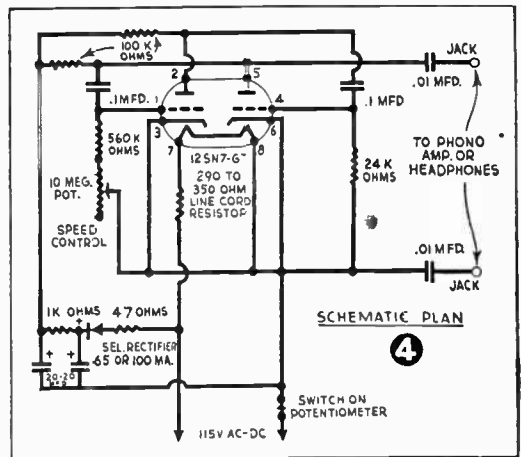 100 K
OHMS
JACK
2
5
.01 MFD.
.1MFD.
1
4
.1 MFD
3
6
12SN7-GT
7
8
560 K
OHMS
290 TO
350 OHM
LINE CORD
RESISTOR
24 K
OHMS
TO PHONO
AMP. OR
HEADPHONES
10 MEG.
POT.
SPEED
CONTROL
.01 MFD.
JACK
1K OHMS
47 OHMS
SEL. RECTIFIER
65 OR 100 MA.
20-20
MFD
SCHEMATIC PLAN
4
SWITCH ON
POTENTIOMETER
115V AC-DC